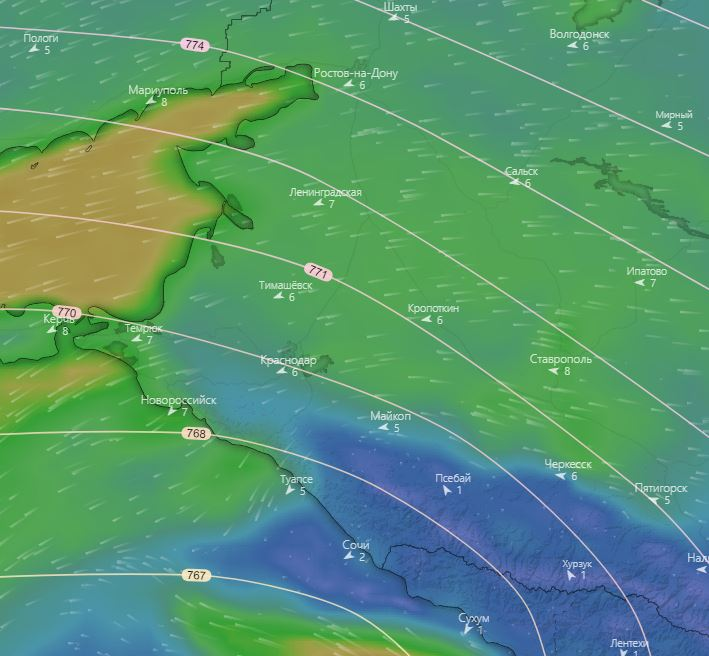 Шахты
5
Пологи
5
774
Волгодонск
6
Ростов-на-Дону
6
Мариуполь
8
Мирный
5
Сальск
6
Ленинградская
7
771
Ипатово
7
Тимашёвск
6
770
Кропоткин
6
Керчь
8
Темрюк
7
Краснодар
6
Ставрополь
8
Новороссийск
7
Майкоп
5
768
Черкесск
6
Туапсе
5
Псебай
1
Пятигорск
5
Сочи
2
Нал
767
Хурзук
1
Сухум
1
Лентехи
1